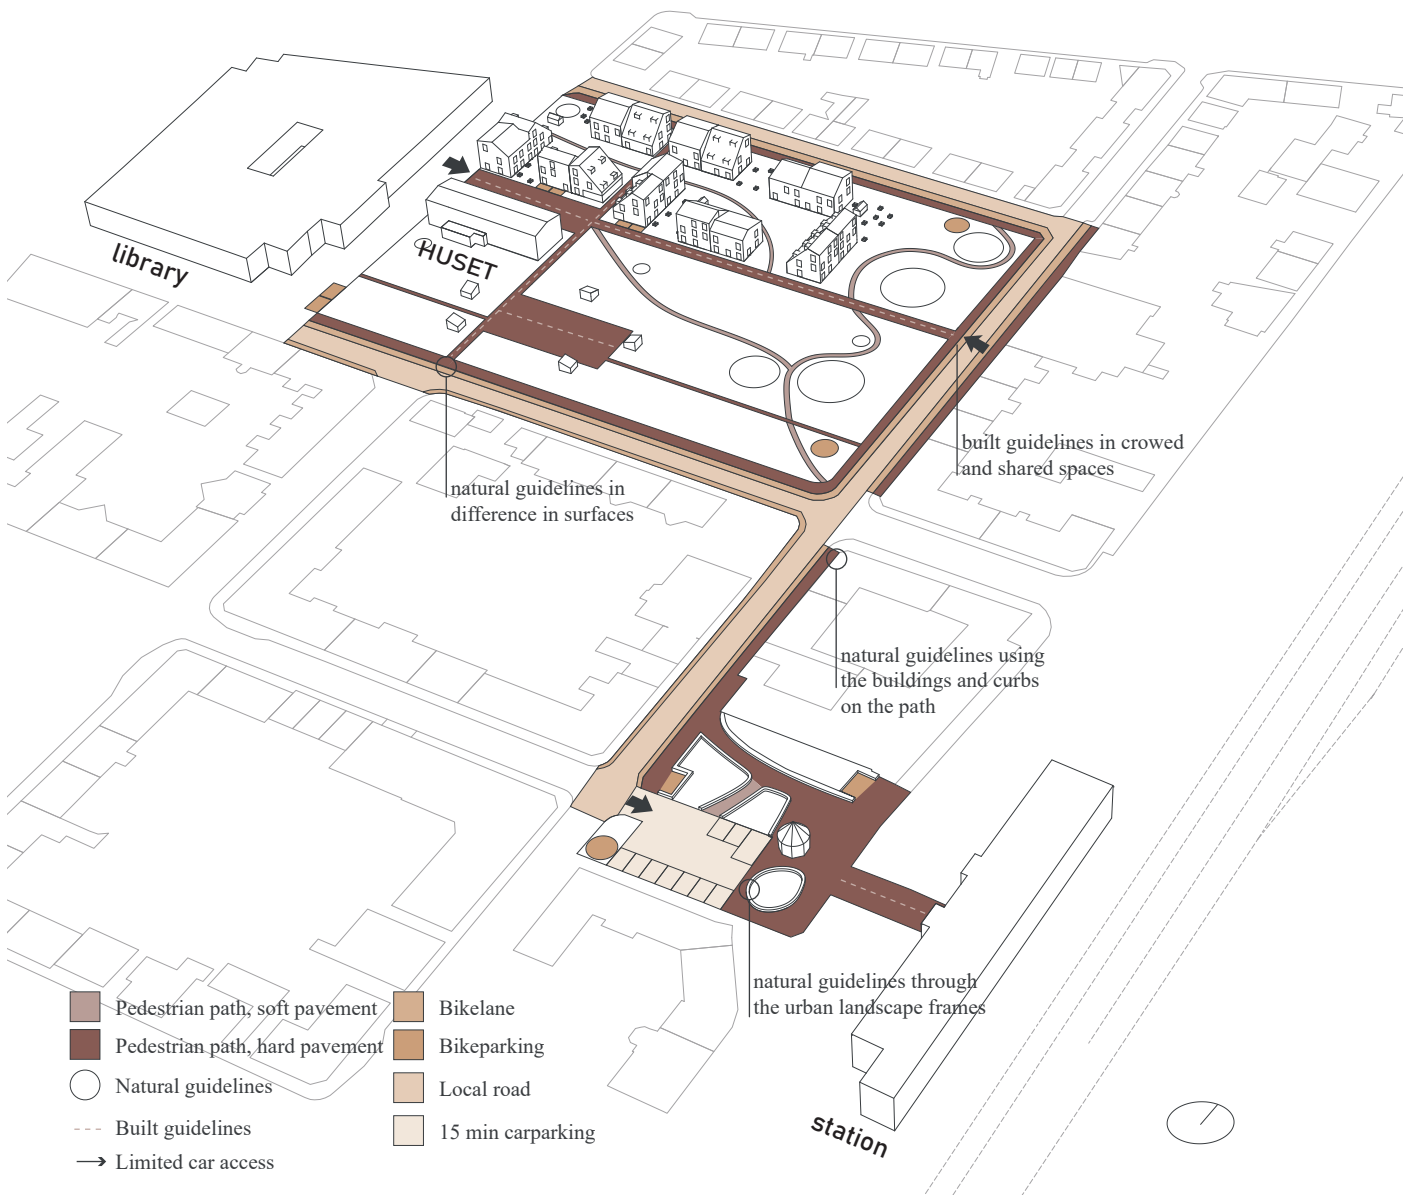 library
HUSET
built guidelines in crowed
and shared spaces
natural guidelines in
difference in surfaces
natural guidelines using
the buildings and curbs
on the path
natural guidelines through
the urban landscape frames
Pedestrian path, soft pavement
Pedestrian path, hard pavement
Natural guidelines
Built guidelines
Limited car access
Bikelane
Bikeparking
Local road
15 min carparking
station